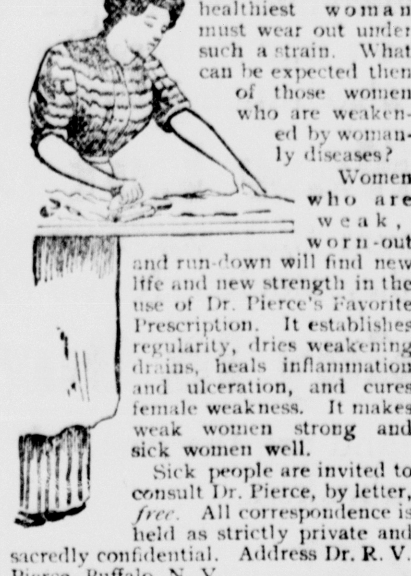 healthiest woman
must wear out under
such a strain. What
can be expected then
of those women
who are weaken-
ed by woman-
ly diseases?
Women
who are
weak,
worn-out
and run-down will find new
life and new strength in the
use of Dr. Pierce's Favorite
Prescription. It establishes
regularity, dries weakening
drains, heals inflammation
and ulceration, and cures
female weakness. It makes
weak women strong and
sick women well.
Sick people are invited to
consult Dr. Pierce, by letter,
free. All correspondence is
held as strictly private and
sacredly confidential. Address Dr. R. V.
Pierce, Buffalo, N. Y.